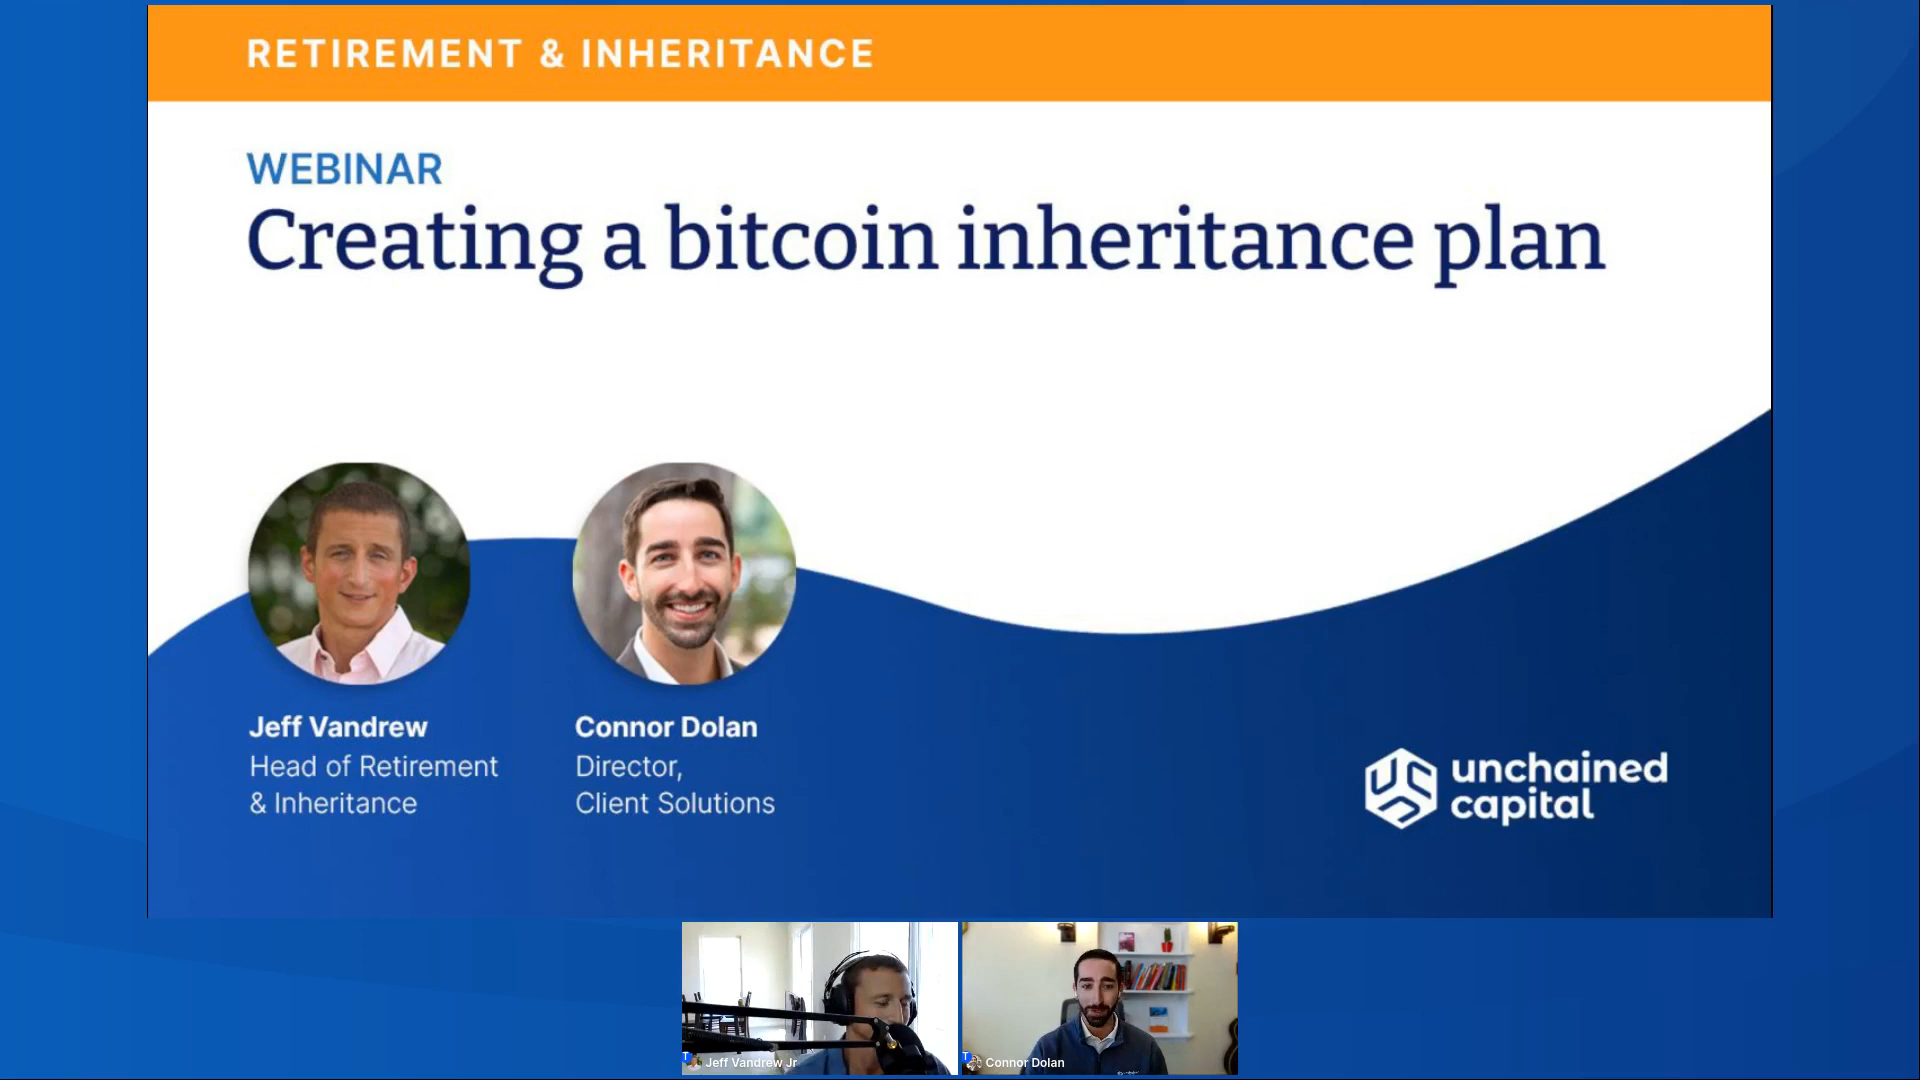 RETIREMENT & INHERITANCE
WEBINAR
Creating a bitcoin inheritance plan
Jeff Vandrew
Head of Retirement
& Inheritance
Connor Dolan
Director,
Client Solutions
unchained
capital
T
Jeff Vandrew Jr
T
Connor Dolan